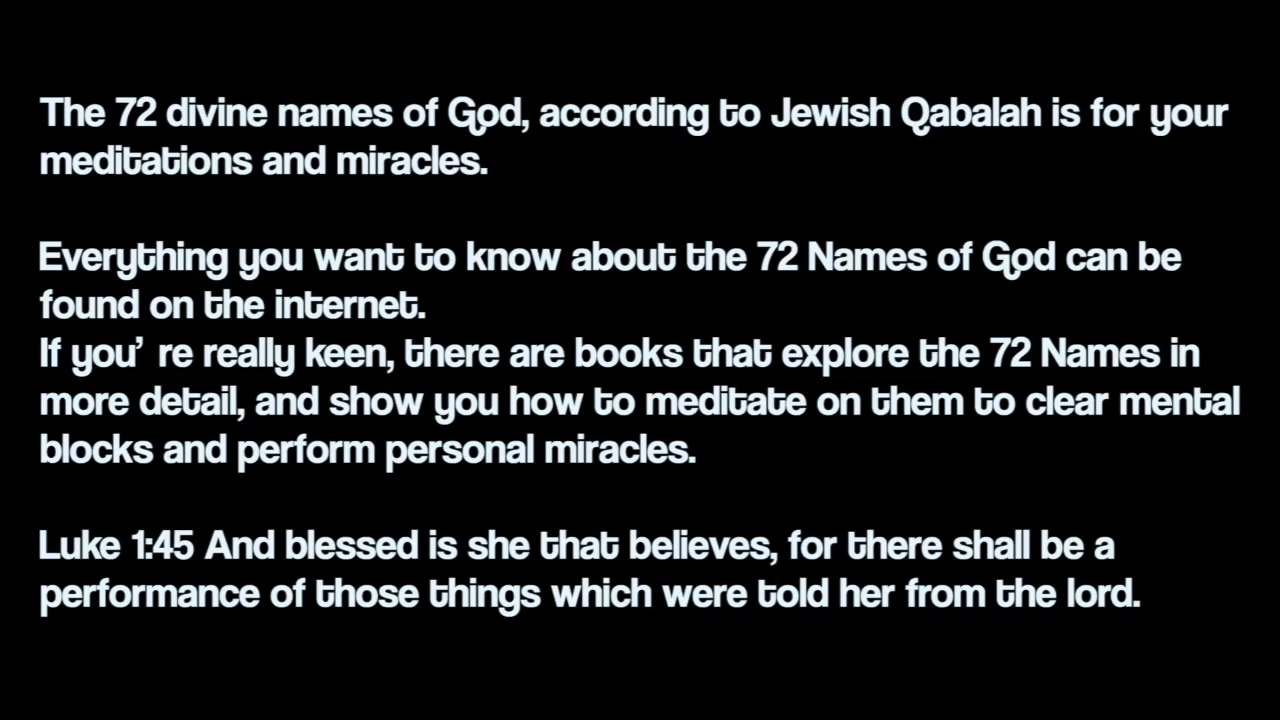 The 72 divine names of God, according to Jewish Qabalah is for your
meditations and miracles.
Everything you want to know about the 72 Names of God can be
found on the internet.
If you’ re really keen, there are books that explore the 72 Names in
more detail, and show you how to meditate on them to clear mental
blocks and perform personal miracles.
Luke 1:45 And blessed is she that believes, for there shall be a
performance of those things which were told her from the lord.